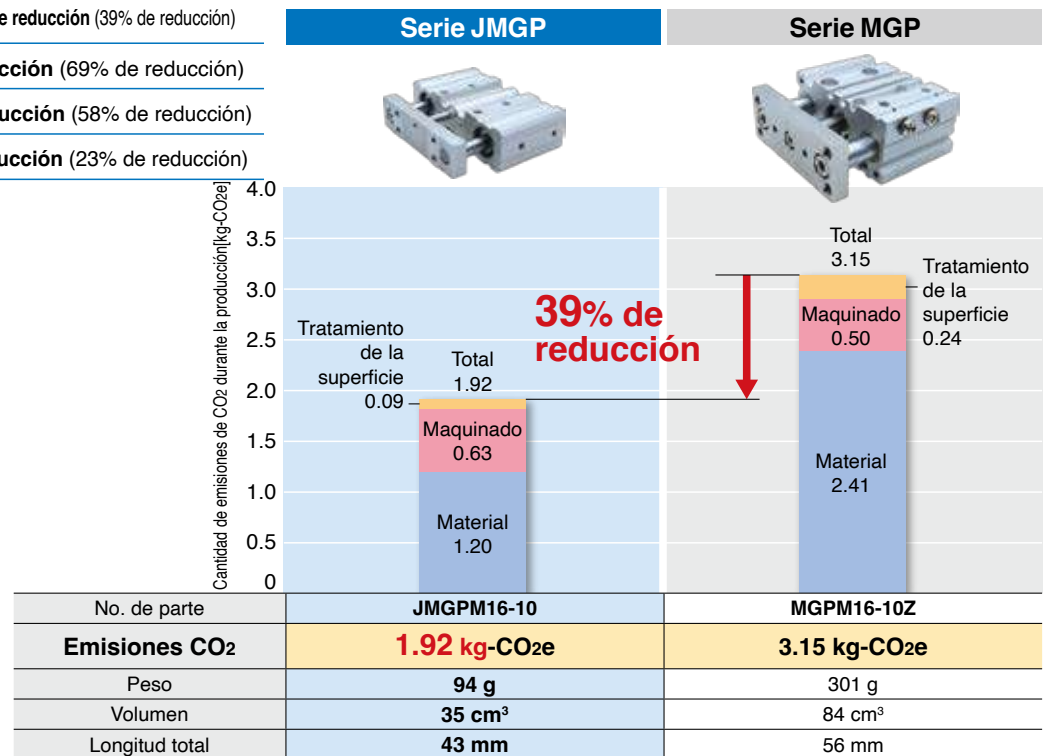 e reducción (39% de reducción)
cción (69% de reducción)
ucción (58% de reducción)
ucción (23% de reducción)
Serie JMGP
Serie MGP
Cantidad de emisiones de CO2 durante la producción[kg-CO2e]
4.0
3.5
3.0
2.5
2.0
1.5
1.0
0.5
0
Tratamiento
de la
superficie
0.09
Total
1.92
Maquinado
0.63
Material
1.20
39% de
reducción
Total
3.15
Maquinado
0.50
Tratamiento
de la
superficie
0.24
Material
2.41
No. de parte JMGPM16-10 MGPM16-10Z
Emisiones CO2 1.92 kg-CO2e 3.15 kg-CO2e
Peso 94 g 301 g
Volumen 35 cm³ 84 cm³
Longitud total 43 mm 56 mm